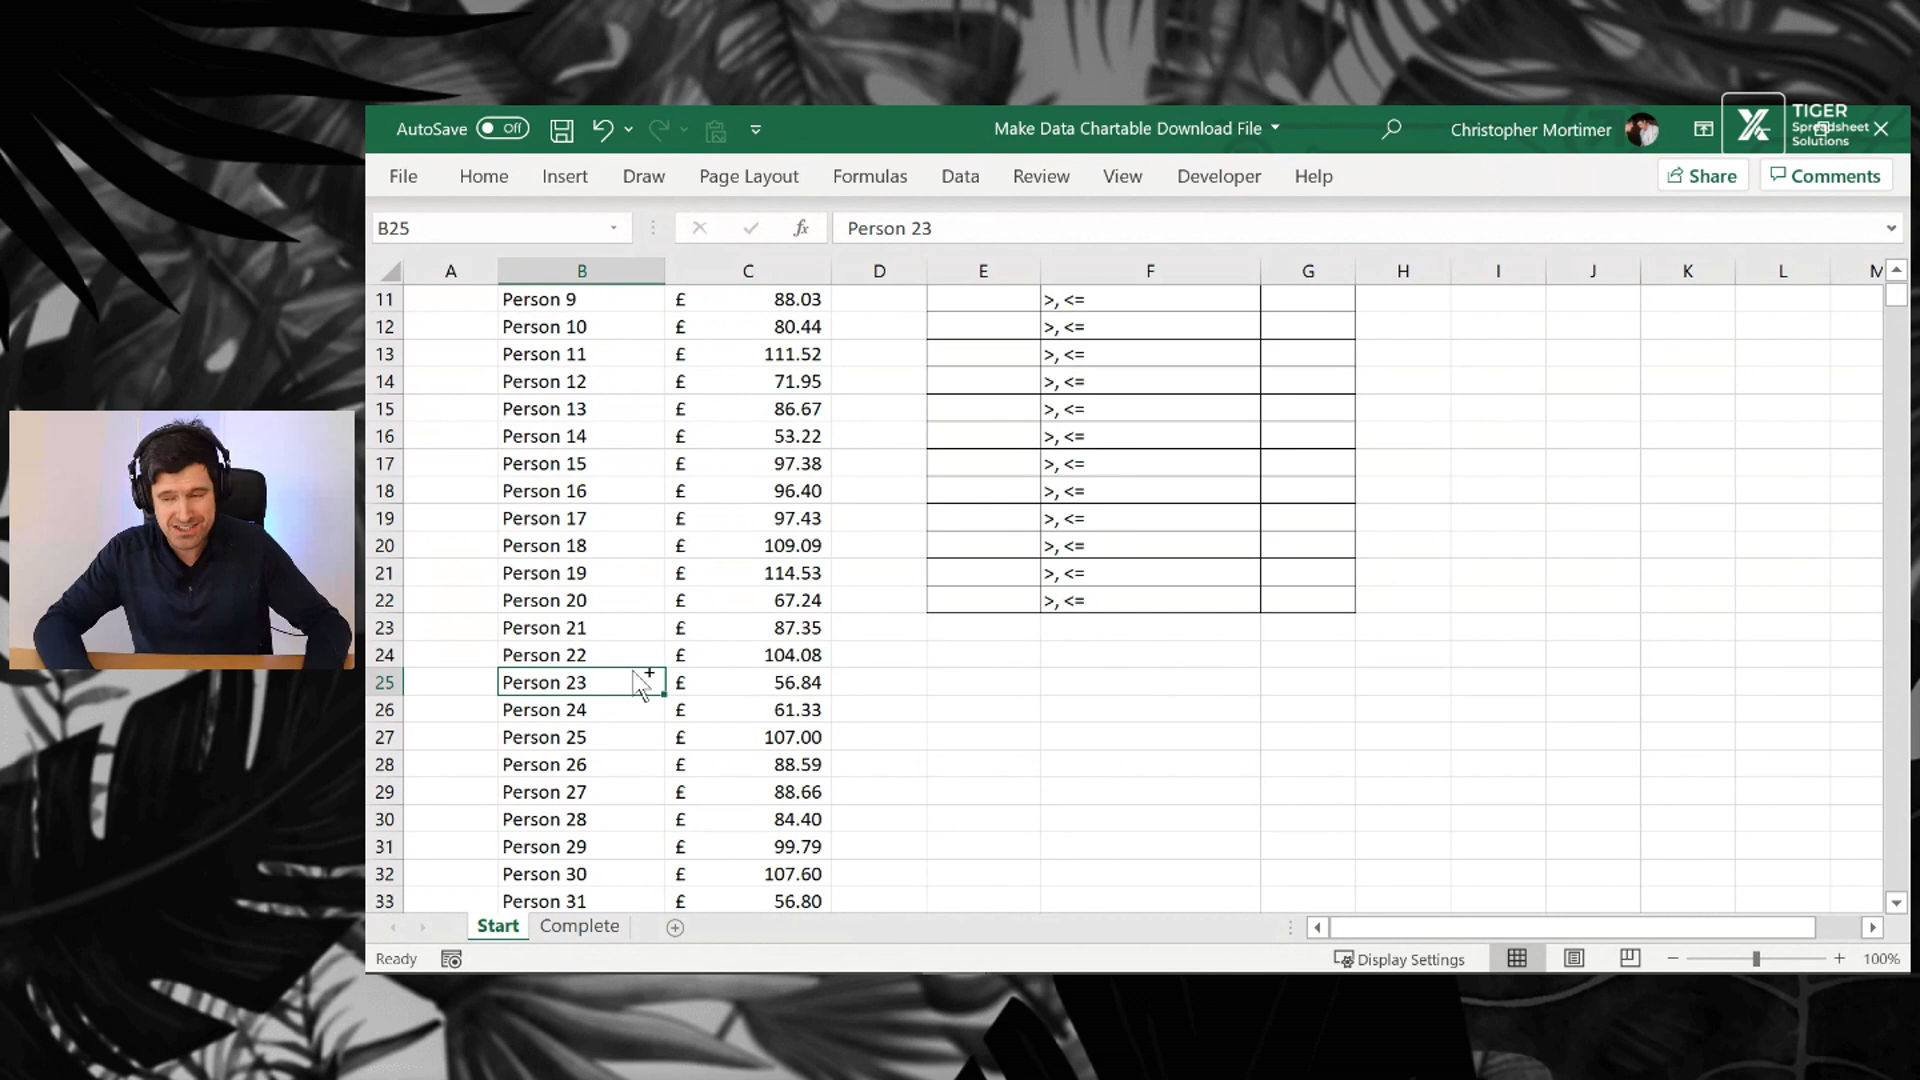 AutoSave Off Make Data Chartable Download File Christopher Mortimer
TIGER
Spreadsheet
Solutions
File Home Insert Draw Page Layout Formulas Data Review View Developer Help Share Comments
B25 fx Person 23
A B C D E F G H I J K L M
11 Person 9 £ 88.03 >, <=
12 Person 10 £ 80.44 >, <=
13 Person 11 £ 111.52 >, <=
14 Person 12 £ 71.95 >, <=
15 Person 13 £ 86.67 >, <=
16 Person 14 £ 53.22 >, <=
17 Person 15 £ 97.38 >, <=
18 Person 16 £ 96.40 >, <=
19 Person 17 £ 97.43 >, <=
20 Person 18 £ 109.09 >, <=
21 Person 19 £ 114.53 >, <=
22 Person 20 £ 67.24 >, <=
23 Person 21 £ 87.35
24 Person 22 £ 104.08
25 Person 23 £ 56.84
26 Person 24 £ 61.33
27 Person 25 £ 107.00
28 Person 26 £ 88.59
29 Person 27 £ 88.66
30 Person 28 £ 84.40
31 Person 29 £ 99.79
32 Person 30 £ 107.60
33 Person 31 £ 56.80
Start Complete
Ready Display Settings 100%